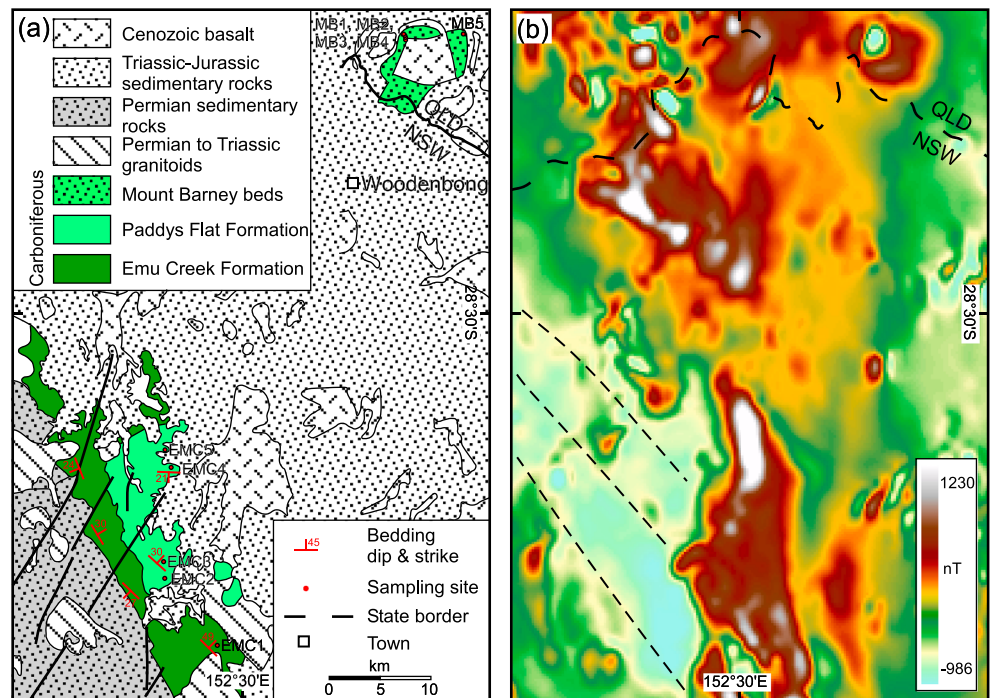 (a)
Cenozoic basalt
Triassic-Jurassic
sedimentary rocks
Permian sedimentary
rocks
Permian to Triassic
granitoids
Mount Barney beds
Paddys Flat Formation
Emu Creek Formation
Carboniferous
MB1, MB2,
MB3, MB4
MB5
QLD
NSW
Woodenbong
28°30'S
EMC5
EMC4
21
30
EMC3
EMC2
EMC1
152°30'E
45
Bedding
dip & strike
Sampling site
State border
Town
km
0 5 10
(b)
QLD
NSW
28°30'S
1230
nT
-986
152°30'E